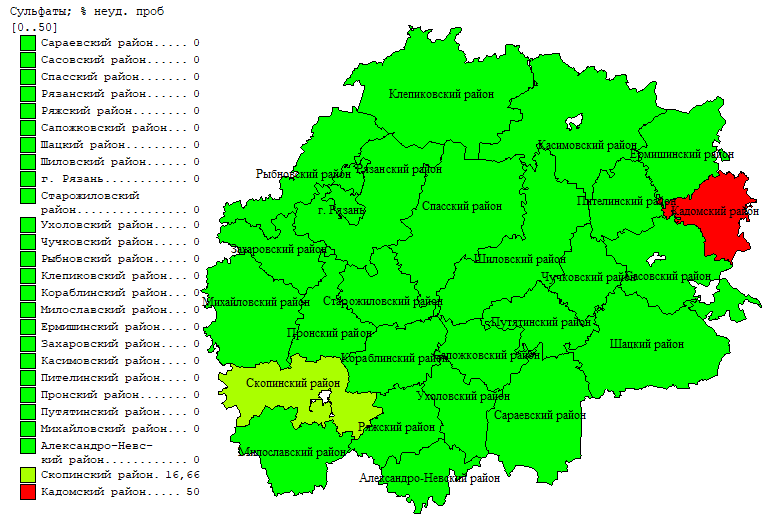 Сульфаты; % неуд. проб
[0..50]
Сараевский район..... 0
Сасовский район...... 0
Спасский район....... 0
Рязанский район...... 0
Ряжский район........ 0
Сапожковский район... 0
Шацкий район......... 0
Шиловский район...... 0
г. Рязань............ 0
Старожиловский
район................ 0
Ухоловский район..... 0
Чучковский район..... 0
Рыбновский район..... 0
Клепиковский район... 0
Кораблинский район... 0
Милославский район... 0
Ермишинский район.... 0
Захаровский район.... 0
Касимовский район.... 0
Пителинский район.... 0
Пронский район....... 0
Путятинский район.... 0
Михайловский район... 0
Александро-Невс-
кий район............ 0
Скопинский район. 16,66
Кадомский район..... 50
Клепиковский район
Касимовский район
Ермишинский район
Рыбновский район
Рязанский район
Пителинский район
г. Рязань
Спасский район
Кадомский район
Захаровский район
Шиловский район
Чучковский район
Сасовский район
Михайловский район
Старожиловский район
Путятинский район
Пронский район
Шацкий район
Кораблинский район
Сапожковский район
Скопинский район
Ухоловский район
Сараевский район
Ряжский район
Милославский район
Александро-Невский район